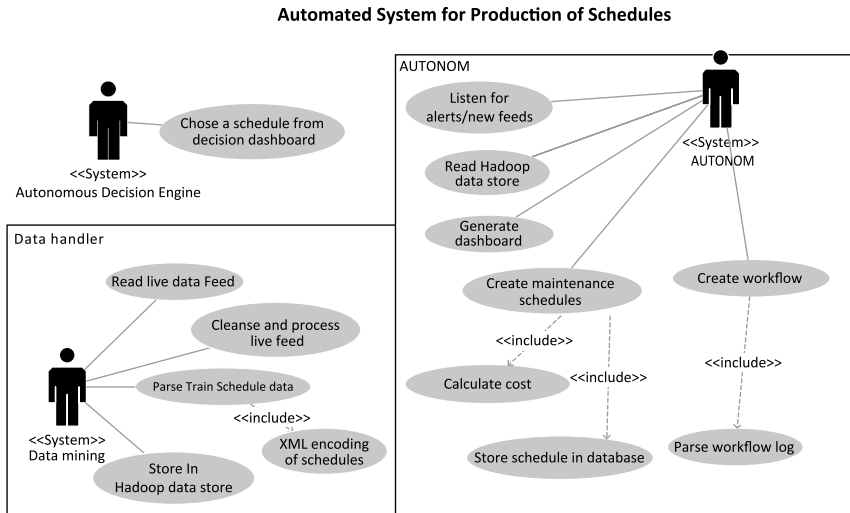 Automated System for Production of Schedules
AUTONOM
Listen for
alerts/new feeds
Chose a schedule from
decision dashboard
<<System>>
AUTONOM
Read Hadoop
data store
<<System>>
Autonomous Decision Engine
Generate
dashboard
Data handler
Read live data Feed
Create maintenance
schedules
Create workflow
Cleanse and process
live feed
<<include>>
<<include>>
Parse Train Schedule data
Calculate cost
<<include>>
<<include>>
<<System>>
Data mining
XML encoding
of schedules
Store schedule in database
Parse workflow log
Store In
Hadoop data store